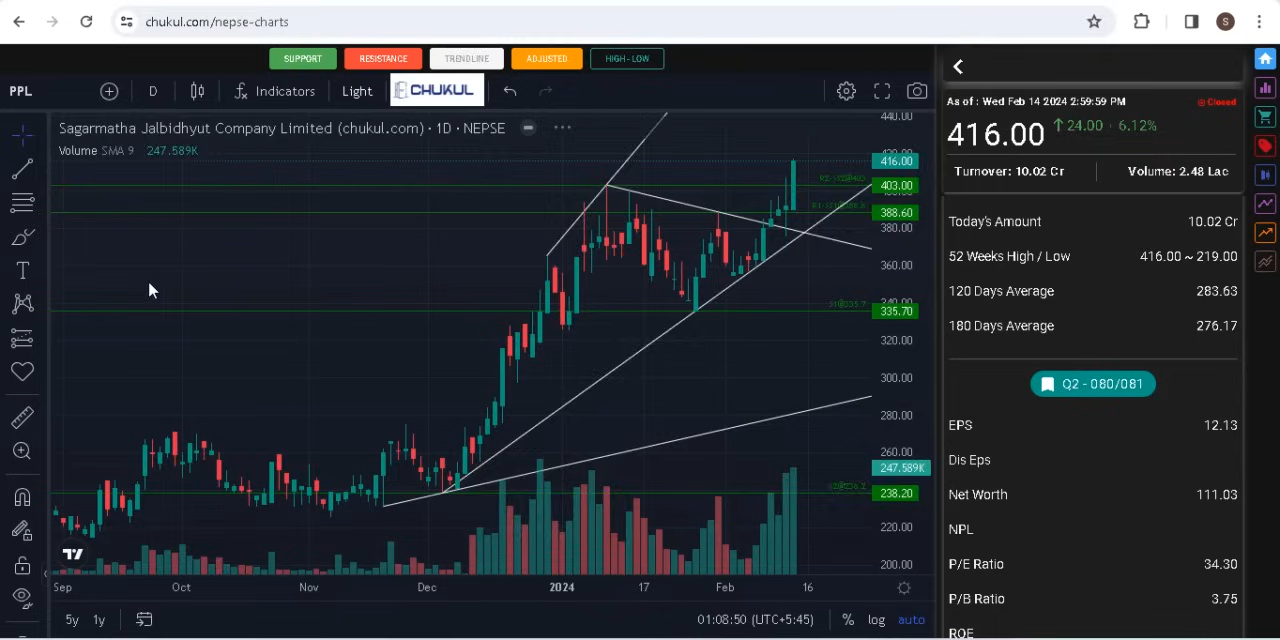 chukul.com/nepse-charts
S
SUPPORT
RESISTANCE
TRENDLINE
ADJUSTED
HIGH-LOW
PPL
D
Indicators
Light
CHUKUL
Sagarmatha Jalbidhyut Company Limited (chukul.com) · 1D · NEPSE
Volume SMA 9 247.589K
440.00
416.00
403.00
388.60
380.00
360.00
340.00
335.70
320.00
300.00
280.00
260.00
247.589K
238.20
220.00
200.00
Sep
Oct
Nov
Dec
2024
17
Feb
16
5y
1y
01:08:50 (UTC+5:45)
%
log
auto
As of : Wed Feb 14 2024 2:59:59 PM
Closed
416.00
24.00 · 6.12%
Turnover: 10.02 Cr
Volume: 2.48 Lac
Today's Amount 10.02 Cr
52 Weeks High / Low 416.00 ~ 219.00
120 Days Average 283.63
180 Days Average 276.17
Q2 - 080/081
EPS 12.13
Dis Eps
Net Worth 111.03
NPL
P/E Ratio 34.30
P/B Ratio 3.75
ROE